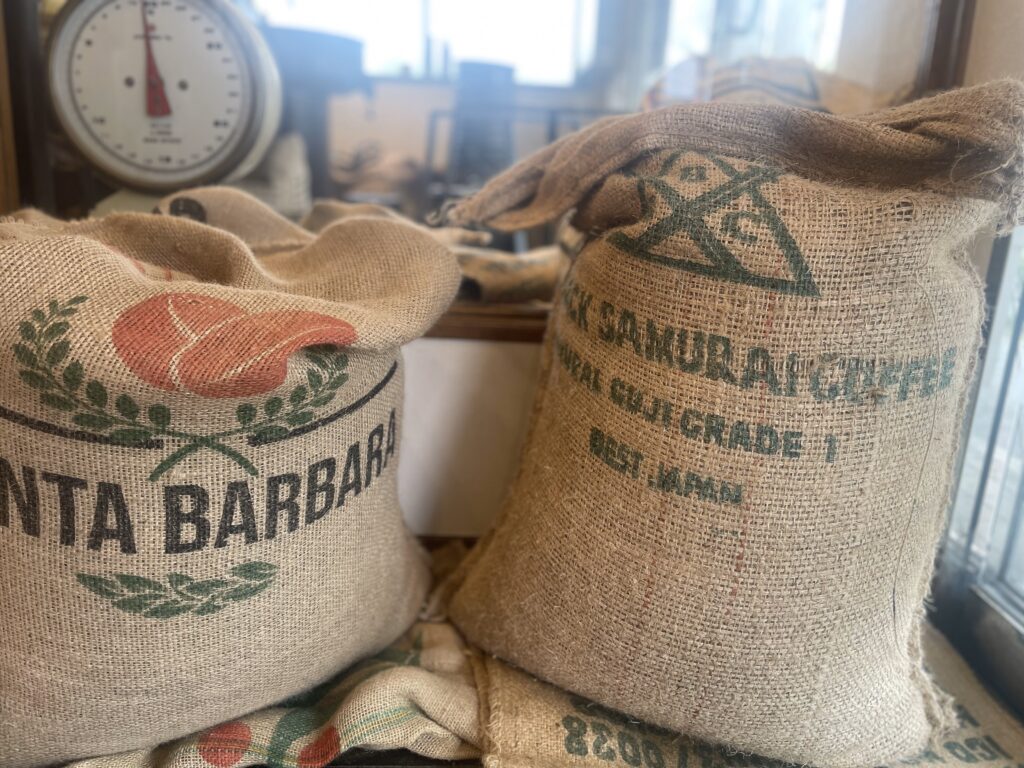 NTA BARBARA
B
C
CK SAMURAI COFFEE
URAL GUJI GRADE 1
BEST JAPAN